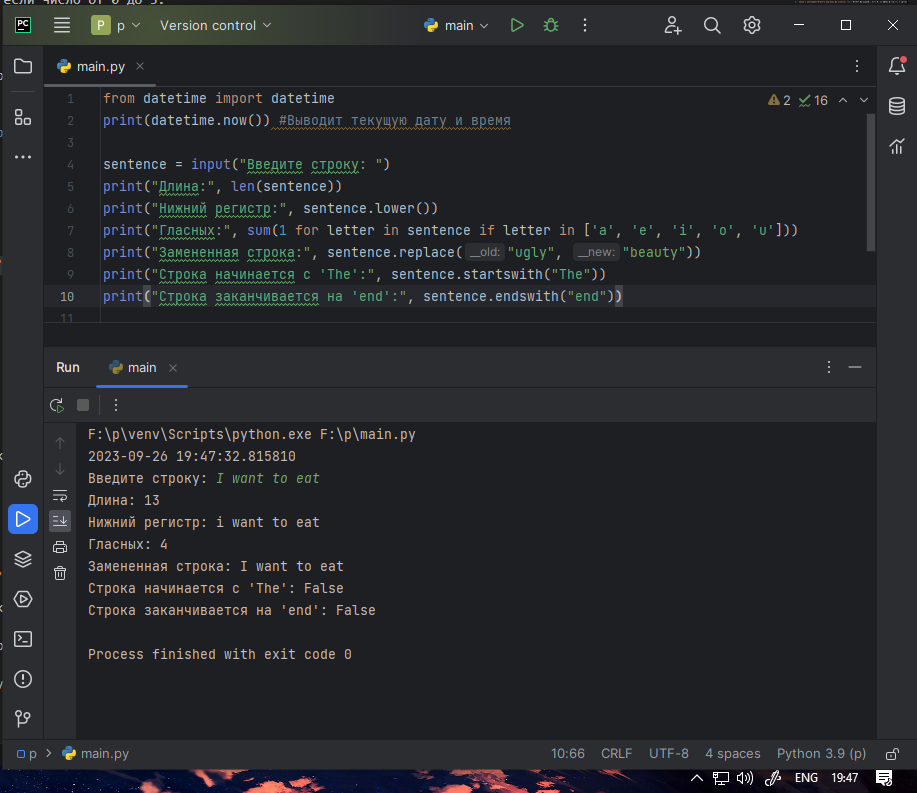 если число от 0 до 5.
PC P p Version control main
main.py
1 from datetime import datetime 2 16
2 print(datetime.now()) #Выводит текущую дату и время
3
4 sentence = input("Введите строку: ")
5 print("Длина:", len(sentence))
6 print("Нижний регистр:", sentence.lower())
7 print("Гласных:", sum(1 for letter in sentence if letter in ['a', 'e', 'i', 'o', 'u']))
8 print("Замененная строка:", sentence.replace( __old: "ugly", __new: "beauty"))
9 print("Строка начинается с 'The':", sentence.startswith("The"))
10 print("Строка заканчивается на 'end':", sentence.endswith("end"))
11
Run main
F:\p\venv\Scripts\python.exe F:\p\main.py
2023-09-26 19:47:32.815810
Введите строку: I want to eat
Длина: 13
Нижний регистр: i want to eat
Гласных: 4
Замененная строка: I want to eat
Строка начинается с 'The': False
Строка заканчивается на 'end': False
Process finished with exit code 0
p > main.py 10:66 CRLF UTF-8 4 spaces Python 3.9 (p)
ENG 19:47